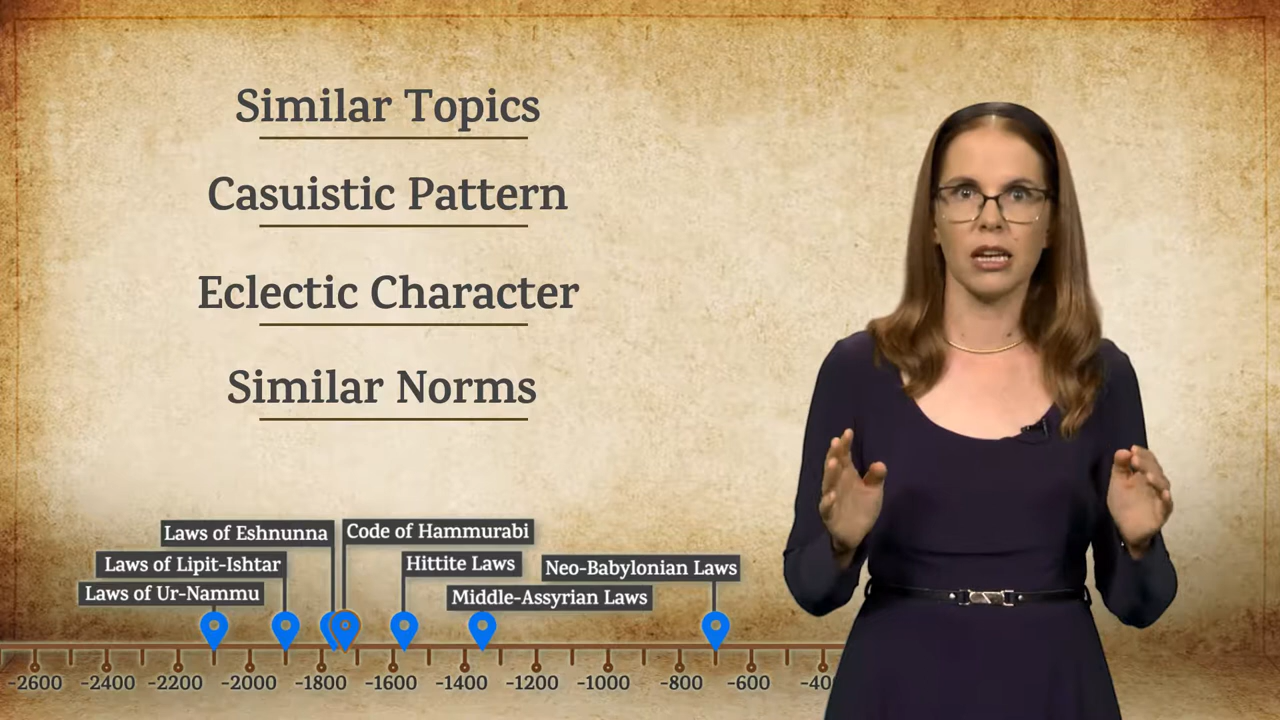 Similar Topics
Casuistic Pattern
Eclectic Character
Similar Norms
Laws of Eshnunna
Code of Hammurabi
Laws of Lipit-Ishtar
Hittite Laws
Neo-Babylonian Laws
Laws of Ur-Nammu
Middle-Assyrian Laws
-2600 -2400 -2200 -2000 -1800 -1600 -1400 -1200 -1000 -800 -600